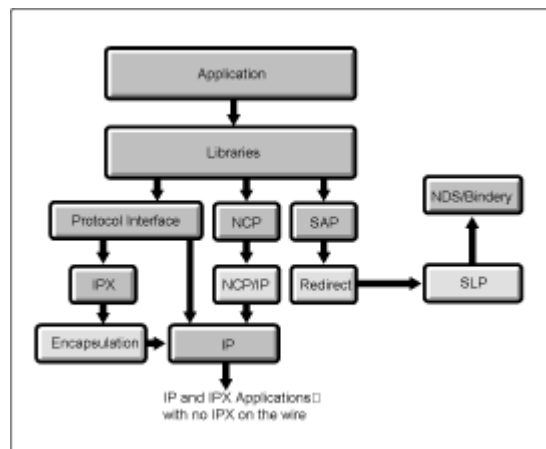 Application
Libraries
NDS/Bindery
Protocol Interface
NCP
SAP
IPX
NCP/IP
Redirect
SLP
Encapsulation
IP
IP and IPX Applications□
with no IPX on the wire